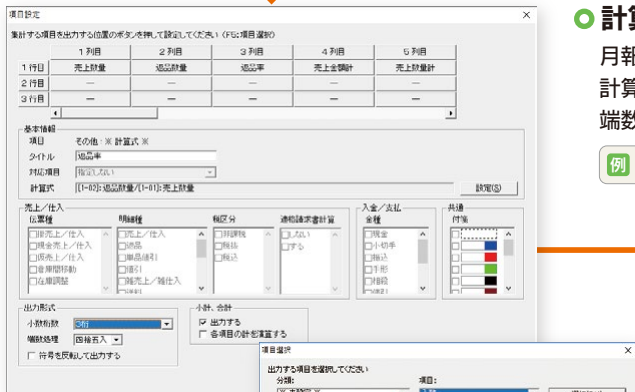 項目設定
集計する項目を出力する位置のボタンを押して設定してください (F5:項目選択)
1列目 2列目 3列目 4列目 5列目
1行目 売上数量 返品数量 返品率 売上金額計 売上数量計
2行目 — — — — —
3行目 — — — — —
基本情報
項目 その他:※ 計算式 ※
タイトル 返品率
対応項目 指定しない
計算式 [[1-02]:返品数量/[1-01]:売上数量 設定(S)
売上/仕入 入金/支払 共通
伝票種 明細種 税区分 適格請求書計算 金種 付箋
掛売上/仕入 売上/仕入 非課税 しない 現金
現金売上/仕入 返品 税抜 する 小切手
仮売上/仕入 単品値引 税込 振込
倉庫間移動 値引 手形
在庫調整 雑売上/雑仕入 相殺
出力形式 小計、合計
小数桁数 3桁 出力する
端数処理 四捨五入 各項目の計を演算する
符号を反転して出力する
項目選択
出力する項目を選択してください
分類: 項目:
計算
月報
計算
端数
例